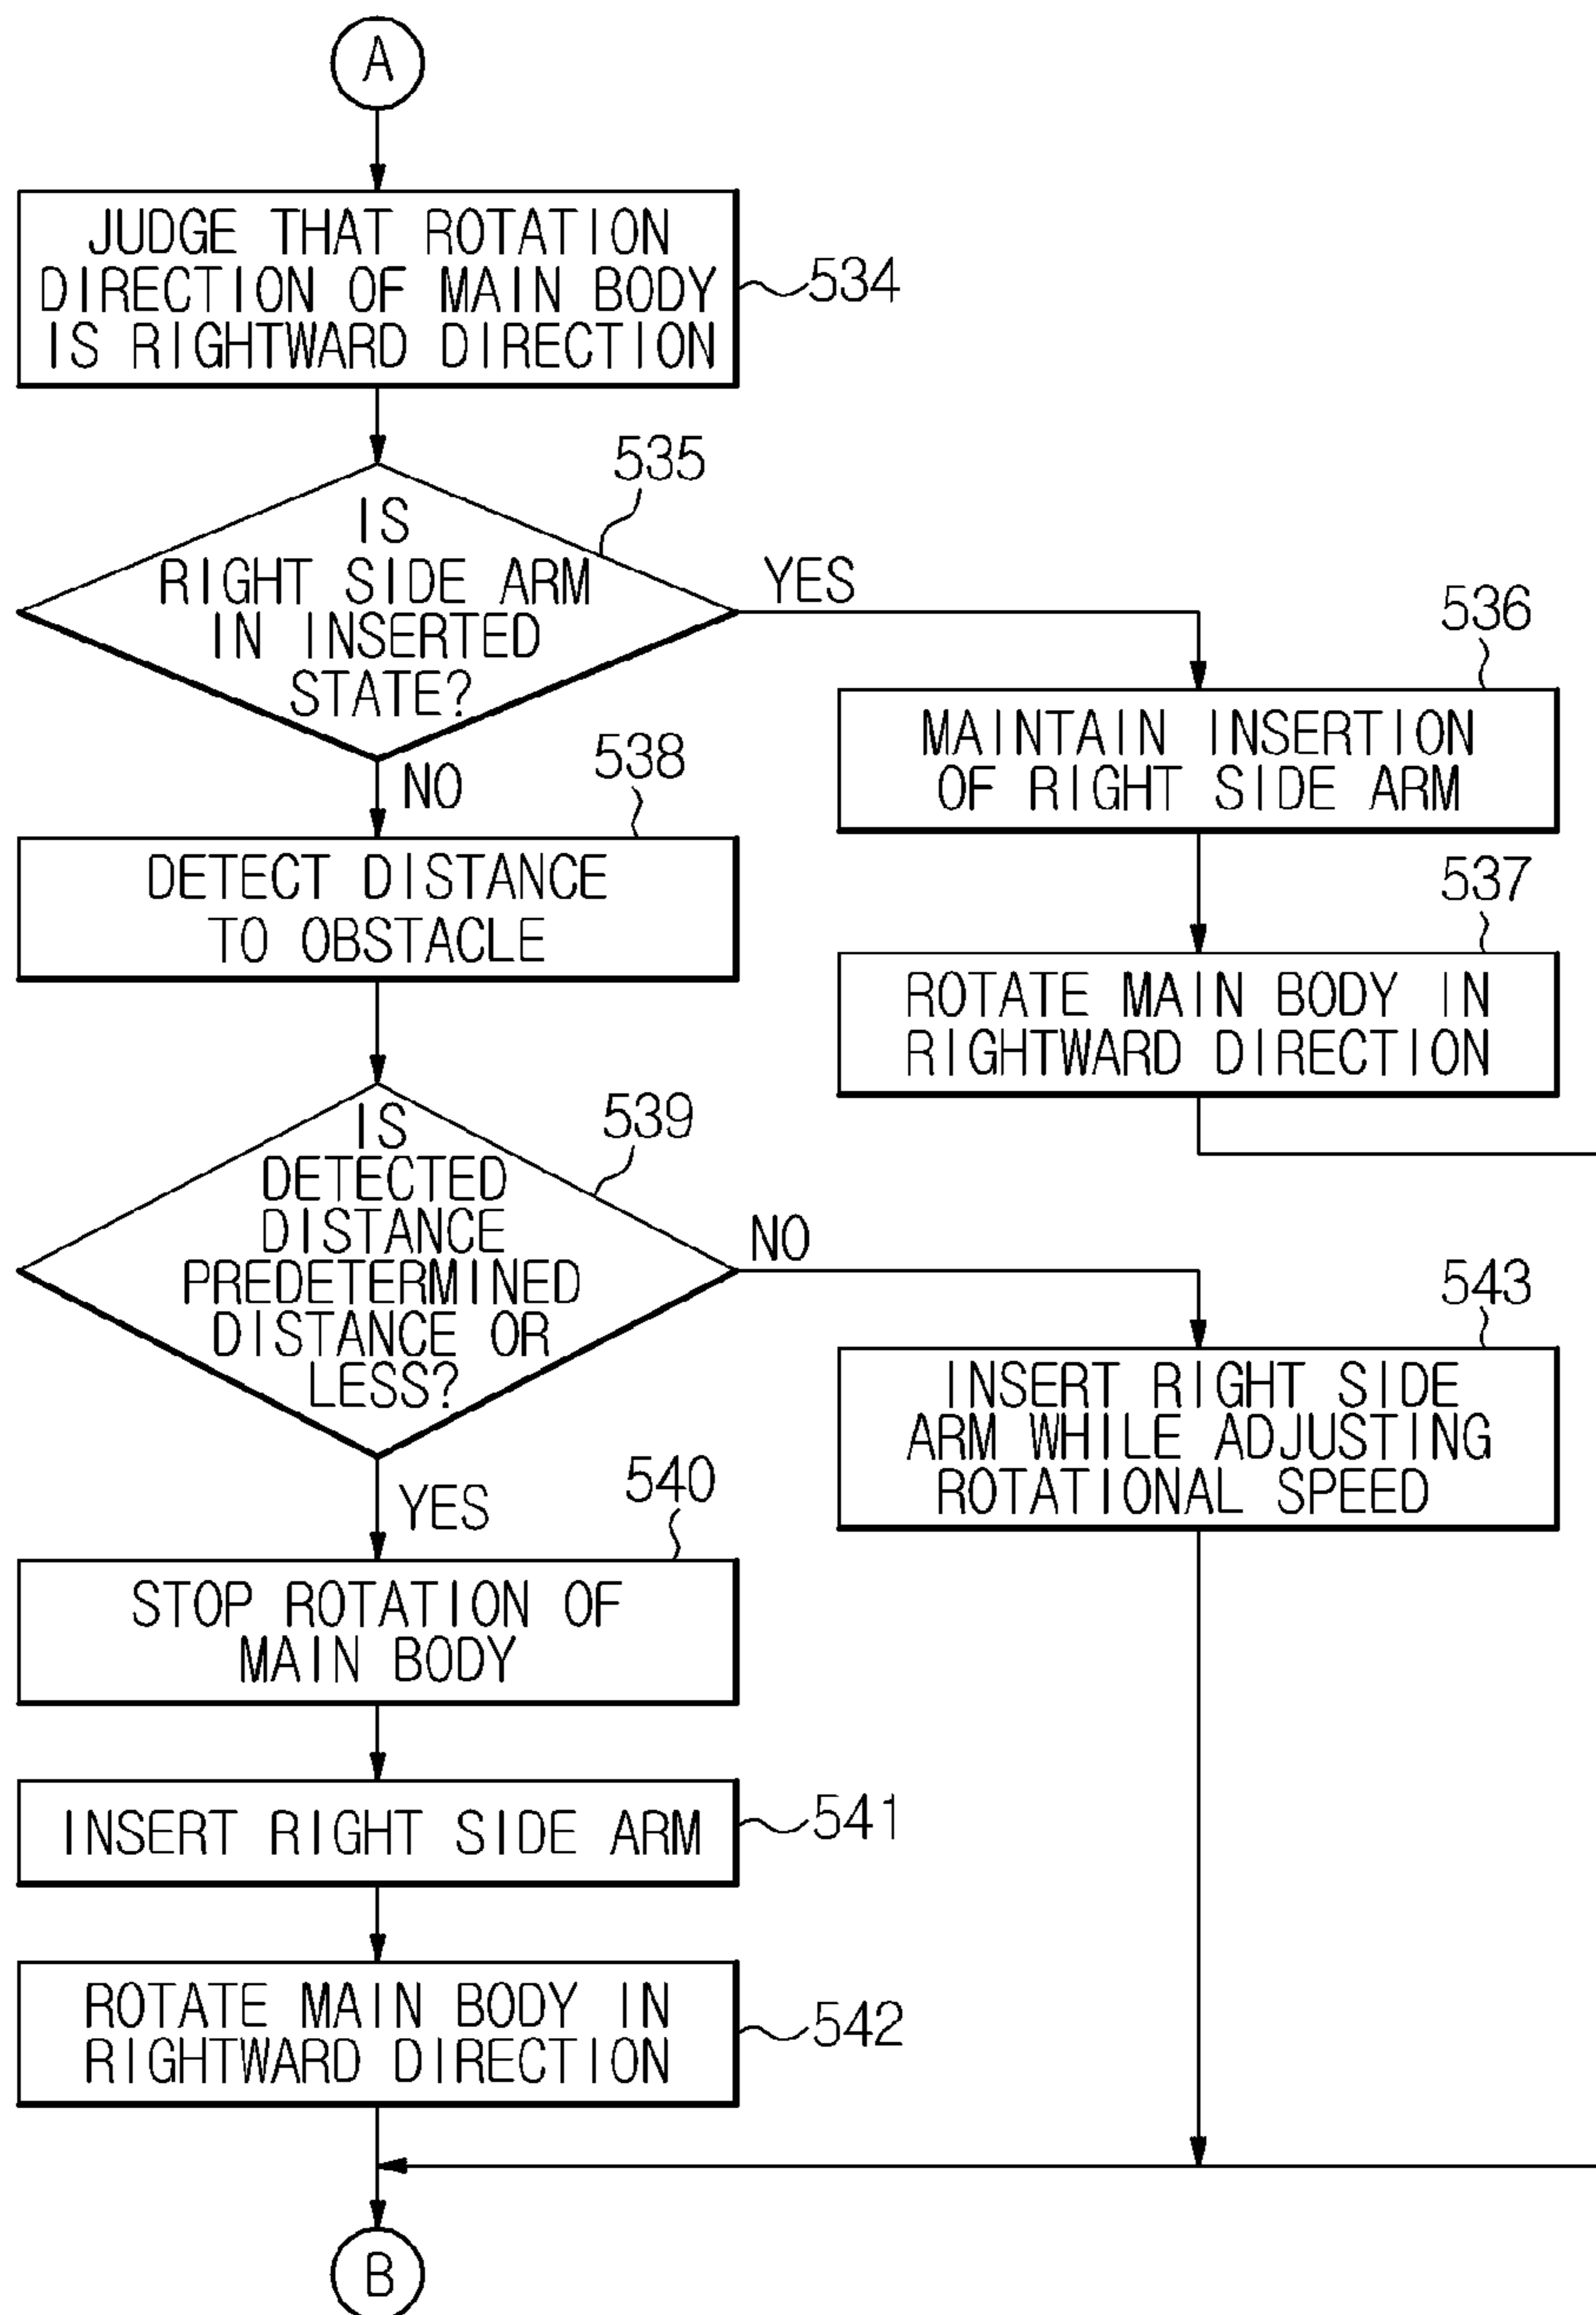 A
JUDGE THAT ROTATION
DIRECTION OF MAIN BODY
IS RIGHTWARD DIRECTION
534
535
IS
RIGHT SIDE ARM
IN INSERTED
STATE?
YES
NO
536
MAINTAIN INSERTION
OF RIGHT SIDE ARM
537
ROTATE MAIN BODY IN
RIGHTWARD DIRECTION
538
DETECT DISTANCE
TO OBSTACLE
539
IS
DETECTED
DISTANCE
PREDETERMINED
DISTANCE OR
LESS?
NO
YES
543
INSERT RIGHT SIDE
ARM WHILE ADJUSTING
ROTATIONAL SPEED
540
STOP ROTATION OF
MAIN BODY
INSERT RIGHT SIDE ARM
541
ROTATE MAIN BODY IN
RIGHTWARD DIRECTION
542
B